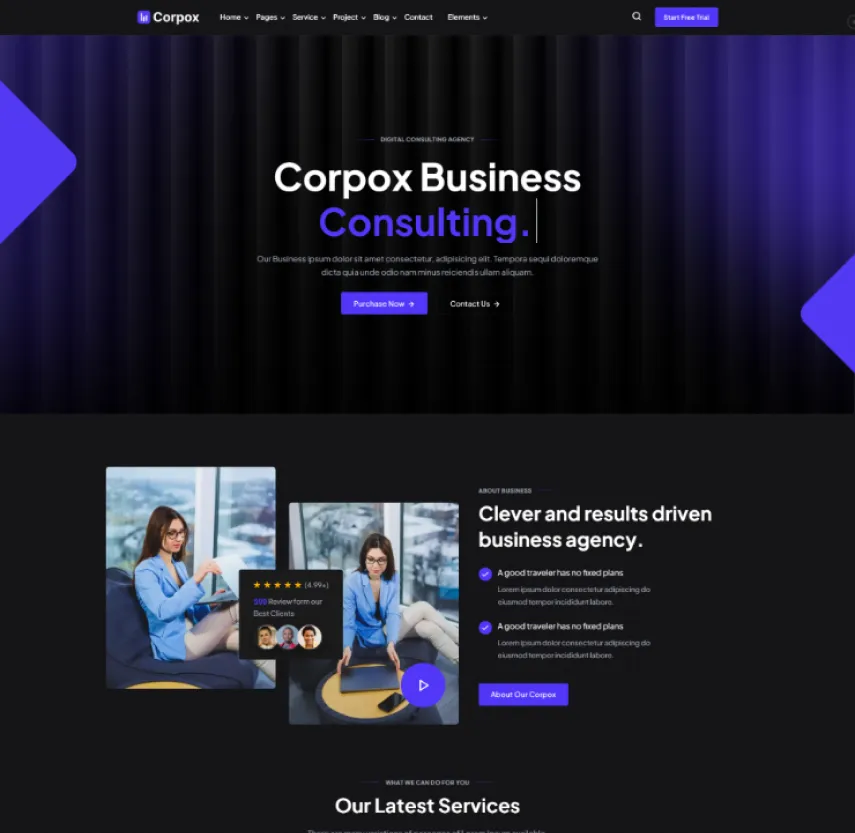 Corpox
Home Pages Service Project Blog Contact Elements
Start Free Trial
DIGITAL CONSULTING AGENCY
Corpox Business
Consulting.
Our Business ipsum dolor sit amet consectetur, adipisicing elit. Tempora sequi doloremque
dicta quia unde odio nam minus reiciendis ullam aliquam.
Purchase Now →
Contact Us →
★★★★★ (4.99+)
Review form our
Best Clients
ABOUT BUSINESS
Clever and results driven
business agency.
A good traveler has no fixed plans
Lorem ipsum dolor consectetur adipiscing do
eiusmod tempor incididunt labore.
A good traveler has no fixed plans
Lorem ipsum dolor consectetur adipiscing do
eiusmod tempor incididunt labore.
About Our Corpox
WHAT WE CAN DO FOR YOU
Our Latest Services